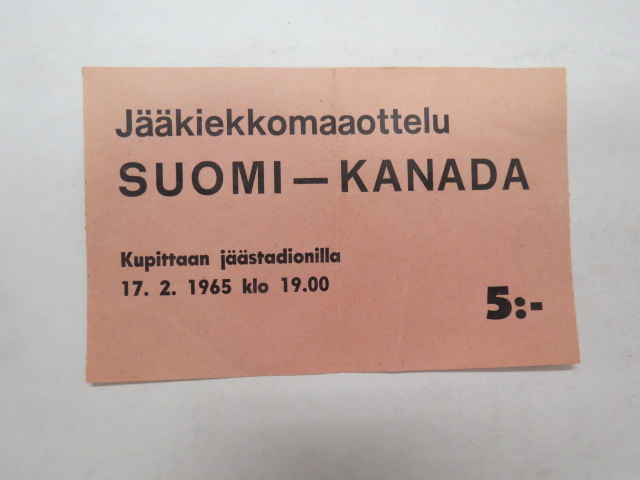 Jääkiekkomaaottelu
SUOMI — KANADA
Kupittaan jäästadionilla
17. 2. 1965 klo 19.00
5:-